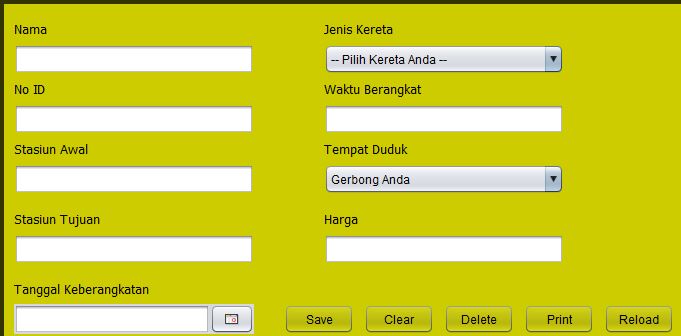 Nama
Jenis Kereta
-- Pilih Kereta Anda --
No ID
Waktu Berangkat
Stasiun Awal
Tempat Duduk
Gerbong Anda
Stasiun Tujuan
Harga
Tanggal Keberangkatan
Save Clear Delete Print Reload